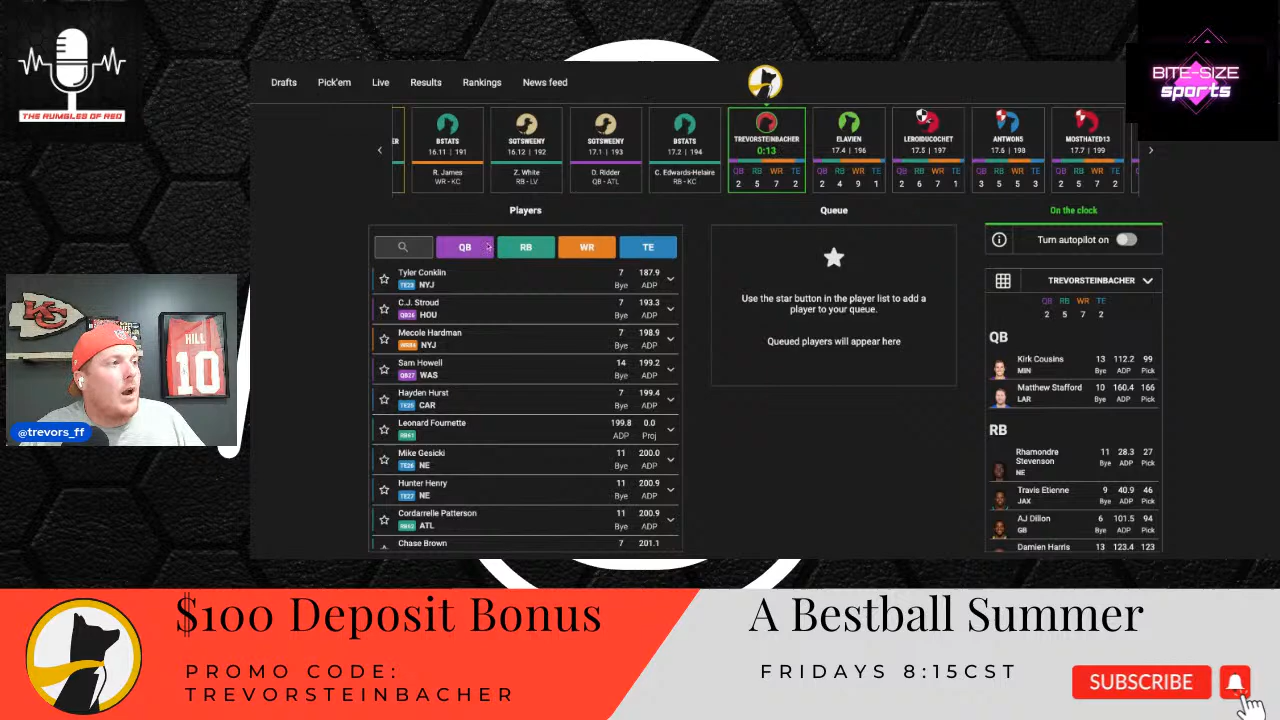 THE RUMBLES OF RED
BITE-SIZE
sports
Drafts
Pick'em
Live
Results
Rankings
News feed
ER
BSTATS
16.11 | 191
R. James
WR - KC
SGTSWEENY
16.12 | 192
Z. White
RB - LV
SGTSWEENY
17.1 | 193
D. Ridder
QB - ATL
BSTATS
17.2 | 194
C. Edwards-Helaire
RB - KC
TREVORSTEINBACHER
0:13
QB RB WR TE
2 5 7 2
ELAVIEN
17.4 | 196
QB RB WR TE
2 4 9 1
LEROIDUCOCHET
17.5 | 197
QB RB WR TE
2 6 7 1
ANTWONS
17.6 | 198
QB RB WR TE
3 5 5 3
MOSTHATED13
17.7 | 199
QB RB WR TE
2 5 7 2
Players
QB
RB
WR
TE
Tyler Conklin 7 187.9
TE23 NYJ Bye ADP
C.J. Stroud 7 193.3
HOU Bye ADP
Mecole Hardman 7 198.9
NYJ Bye ADP
Sam Howell 14 199.2
QB27 WAS Bye ADP
Hayden Hurst 7 199.4
TE25 CAR Bye ADP
Leonard Fournette 199.8 0.0
RB61 ADP Proj
Mike Gesicki 11 200.0
TE26 NE Bye ADP
Hunter Henry 11 200.9
TE27 NE Bye ADP
Cordarrelle Patterson 11 200.9
RB62 ATL Bye ADP
Chase Brown 7 201.1
Queue
Use the star button in the player list to add a
player to your queue.
Queued players will appear here
On the clock
Turn autopilot on
TREVORSTEINBACHER
QB RB WR TE
2 5 7 2
QB
Kirk Cousins 13 112.2 99
MIN Bye ADP Pick
Matthew Stafford 10 160.4 166
LAR Bye ADP Pick
RB
Rhamondre
Stevenson 11 28.3 27
NE Bye ADP Pick
Travis Etienne 9 40.9 46
JAX Bye ADP Pick
AJ Dillon 6 101.5 94
GB Bye ADP Pick
Damien Harris 13 123.4 123
KC
HILL
10
@trevors_ff
$100 Deposit Bonus
PROMO CODE:
TREVORSTEINBACHER
A Bestball Summer
FRIDAYS 8:15CST
SUBSCRIBE